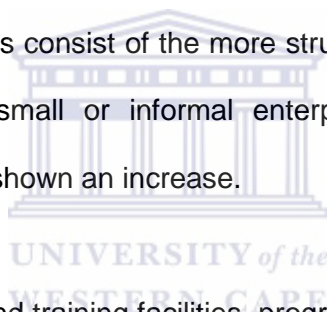 s consist of the more stru
small or informal enterp
shown an increase.
UNIVERSITY of the
WESTERN CAPE
ed training facilities, progr